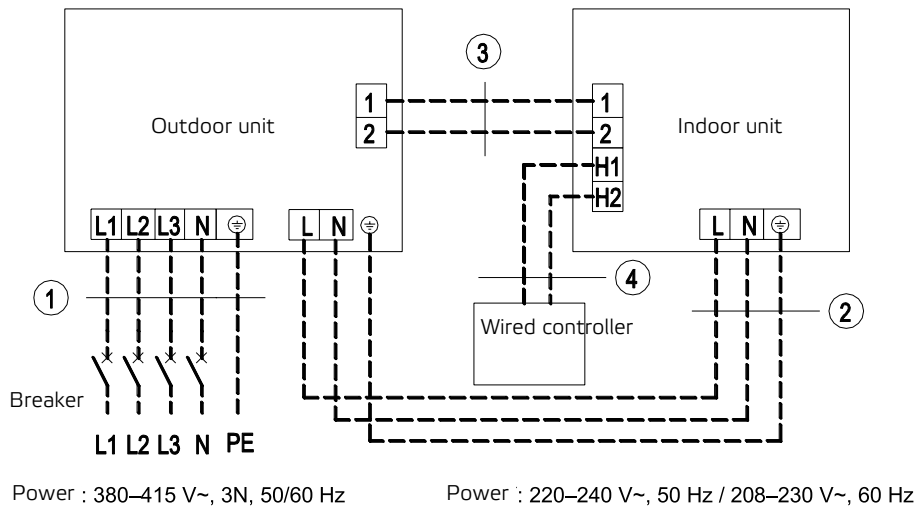 3
1
1
Outdoor unit
Indoor unit
2
2
H1
H2
L1 L2 L3 N
L N
L N
4
1
Wired controller
2
Breaker
L1 L2 L3 N PE
Power : 380–415 V~, 3N, 50/60 Hz
Power : 220–240 V~, 50 Hz / 208–230 V~, 60 Hz